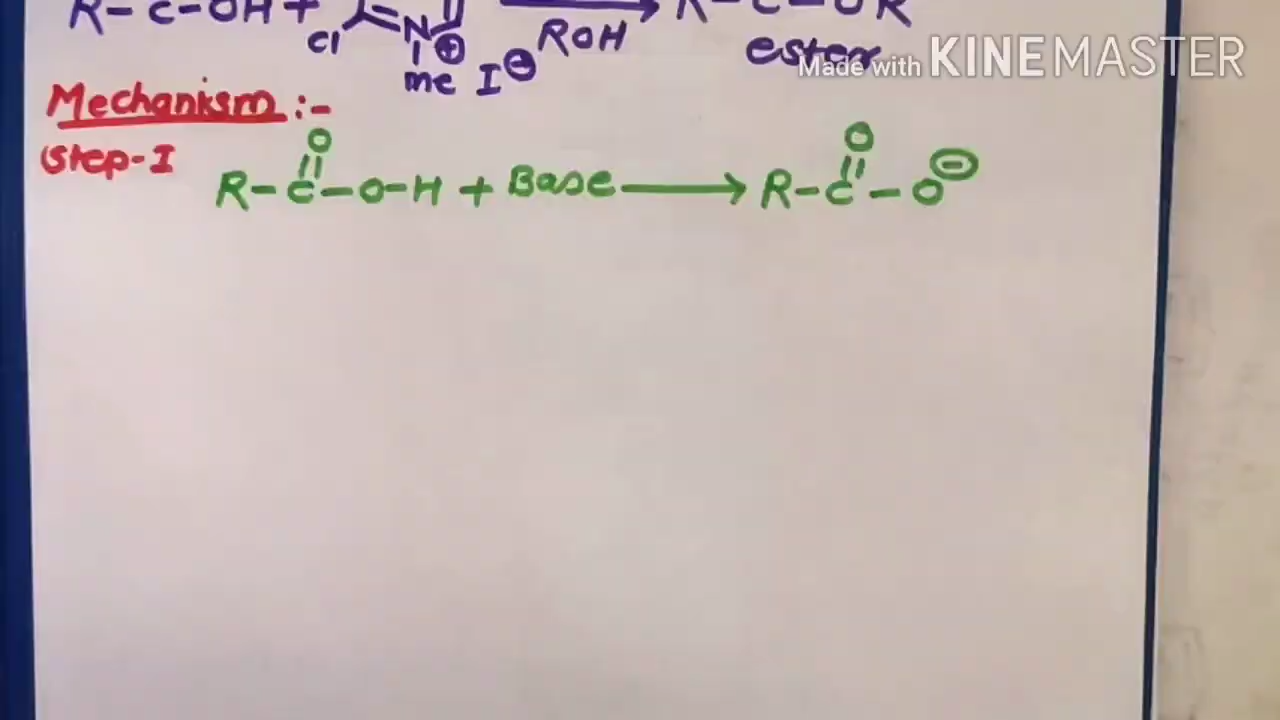 R-C-OH + Cl N ⊕ ROH R-C-OR
me I⊖ ester
Made with KINEMASTER
Mechanism :-
Step-I
O O
R-C-O-H + Base → R-C-O⊖